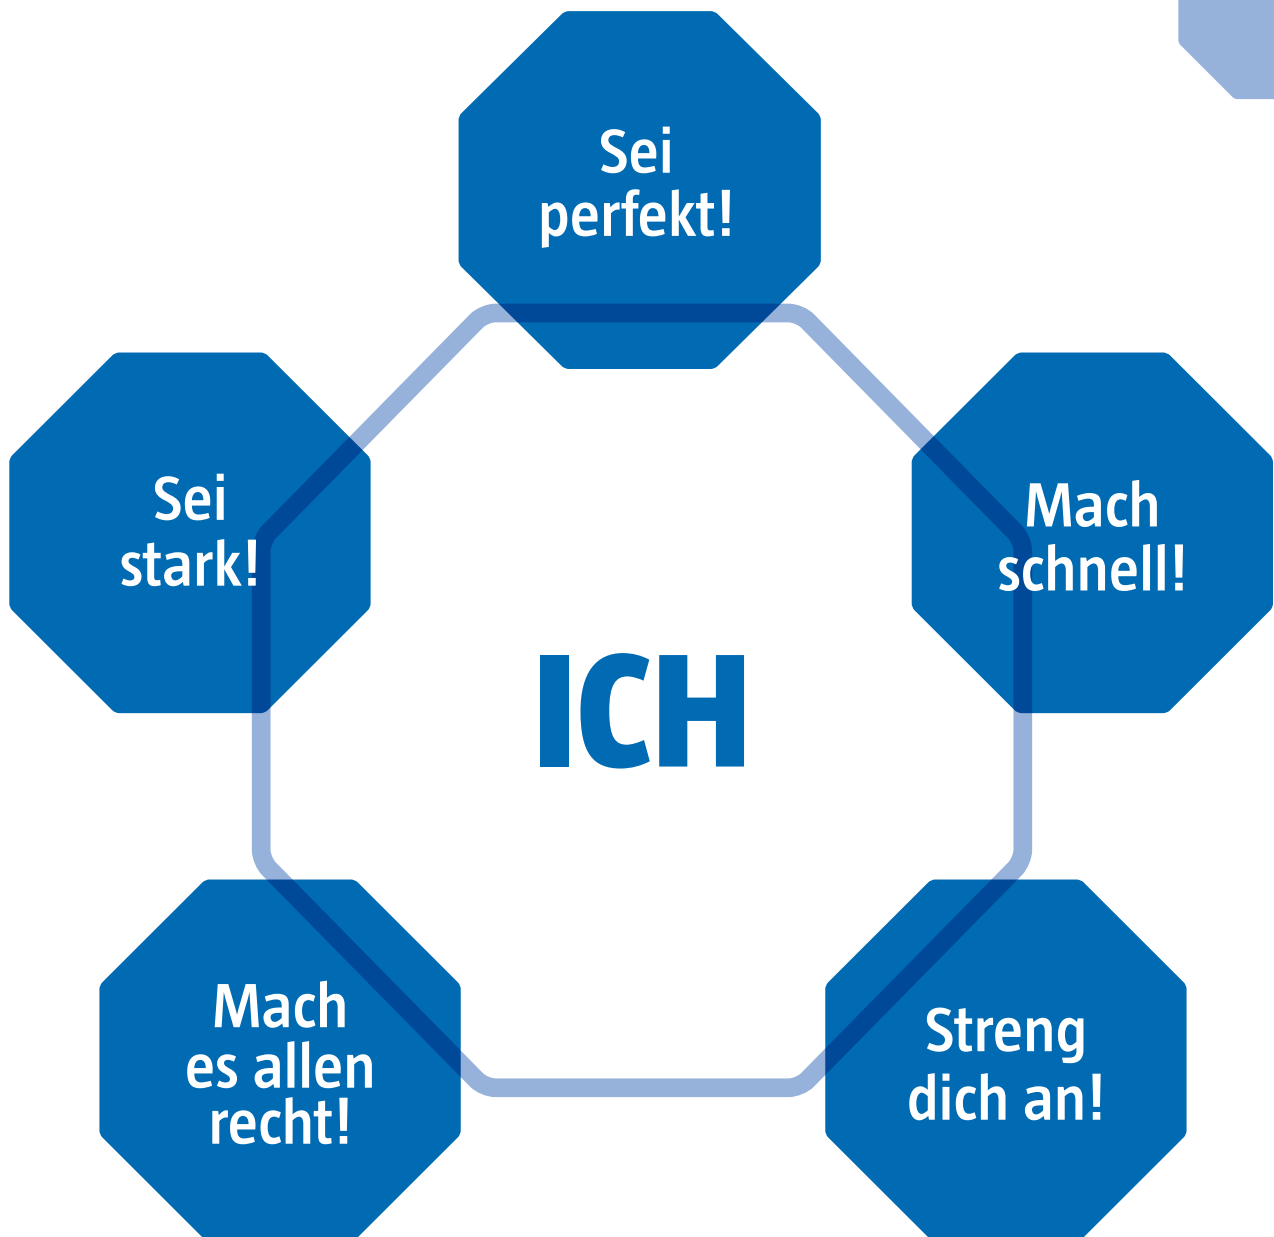 Sei
perfekt!
Sei
stark!
Mach
schnell!
ICH
Mach
es allen
recht!
Streng
dich an!